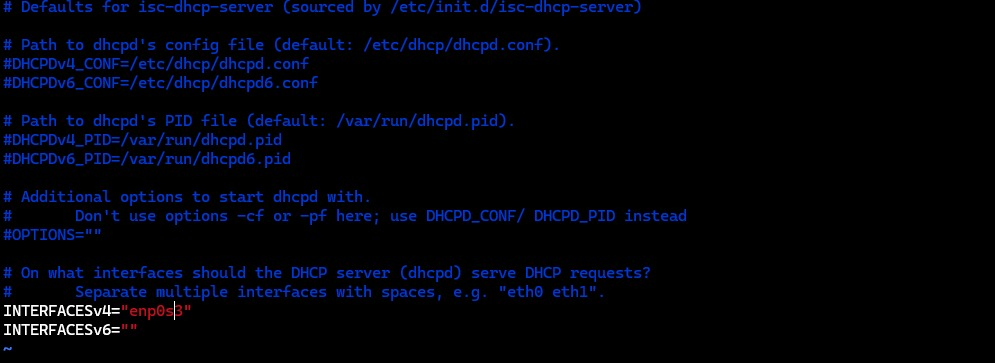 # Defaults for isc-dhcp-server (sourced by /etc/init.d/isc-dhcp-server)
# Path to dhcpd's config file (default: /etc/dhcp/dhcpd.conf).
#DHCPDv4_CONF=/etc/dhcp/dhcpd.conf
#DHCPDv6_CONF=/etc/dhcp/dhcpd6.conf
# Path to dhcpd's PID file (default: /var/run/dhcpd.pid).
#DHCPDv4_PID=/var/run/dhcpd.pid
#DHCPDv6_PID=/var/run/dhcpd6.pid
# Additional options to start dhcpd with.
#       Don't use options -cf or -pf here; use DHCPD_CONF/ DHCPD_PID instead
#OPTIONS=""
# On what interfaces should the DHCP server (dhcpd) serve DHCP requests?
#       Separate multiple interfaces with spaces, e.g. "eth0 eth1".
INTERFACESv4="enp0s3"
INTERFACESv6=""
~